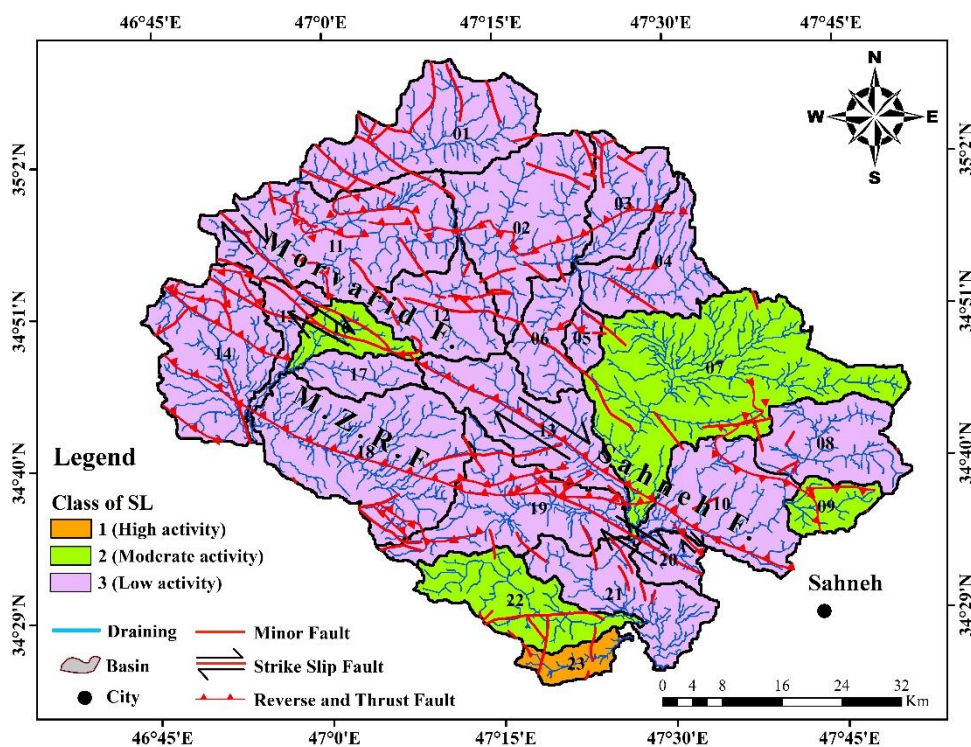 46°45'E 47°0'E 47°15'E 47°30'E 47°45'E
N
W E
S
35°2'N
35°2'N
34°51'N
34°51'N
34°40'N
34°40'N
34°29'N
34°29'N
01
02
03
04
11
Morvarid F.
12
06
05
15
16
14
17
07
M.Z.R.F
18
13
Sahneh F.
08
10
09
19
20
21
22
23
Sahneh
Legend
Class of SL
1 (High activity)
2 (Moderate activity)
3 (Low activity)
Draining
Basin
City
Minor Fault
Strike Slip Fault
Reverse and Thrust Fault
0 4 8 16 24 32
Km
46°45'E 47°0'E 47°15'E 47°30'E 47°45'E